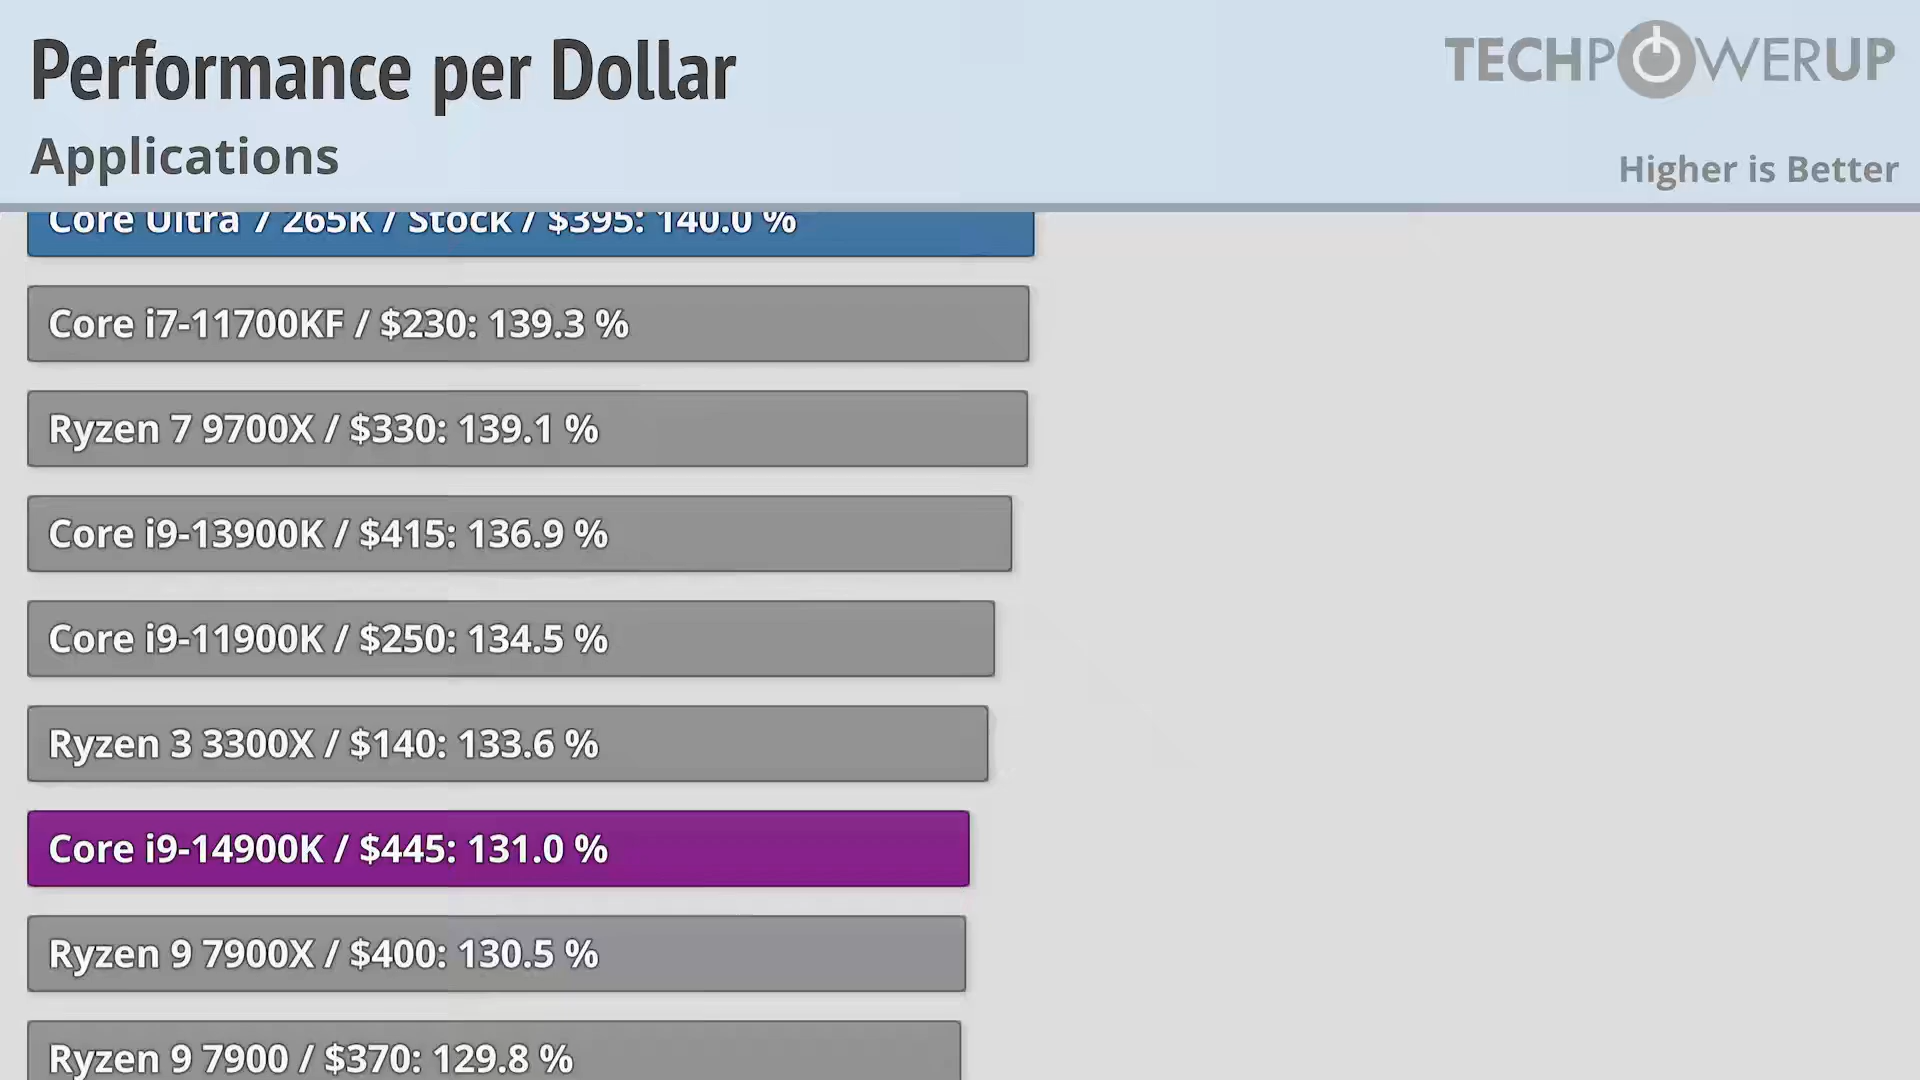 Performance per Dollar
TECHPOWERUP
Applications
Higher is Better
Core Ultra 7 265K / Stock / $395: 140.0 %
Core i7-11700KF / $230: 139.3 %
Ryzen 7 9700X / $330: 139.1 %
Core i9-13900K / $415: 136.9 %
Core i9-11900K / $250: 134.5 %
Ryzen 3 3300X / $140: 133.6 %
Core i9-14900K / $445: 131.0 %
Ryzen 9 7900X / $400: 130.5 %
Ryzen 9 7900 / $370: 129.8 %